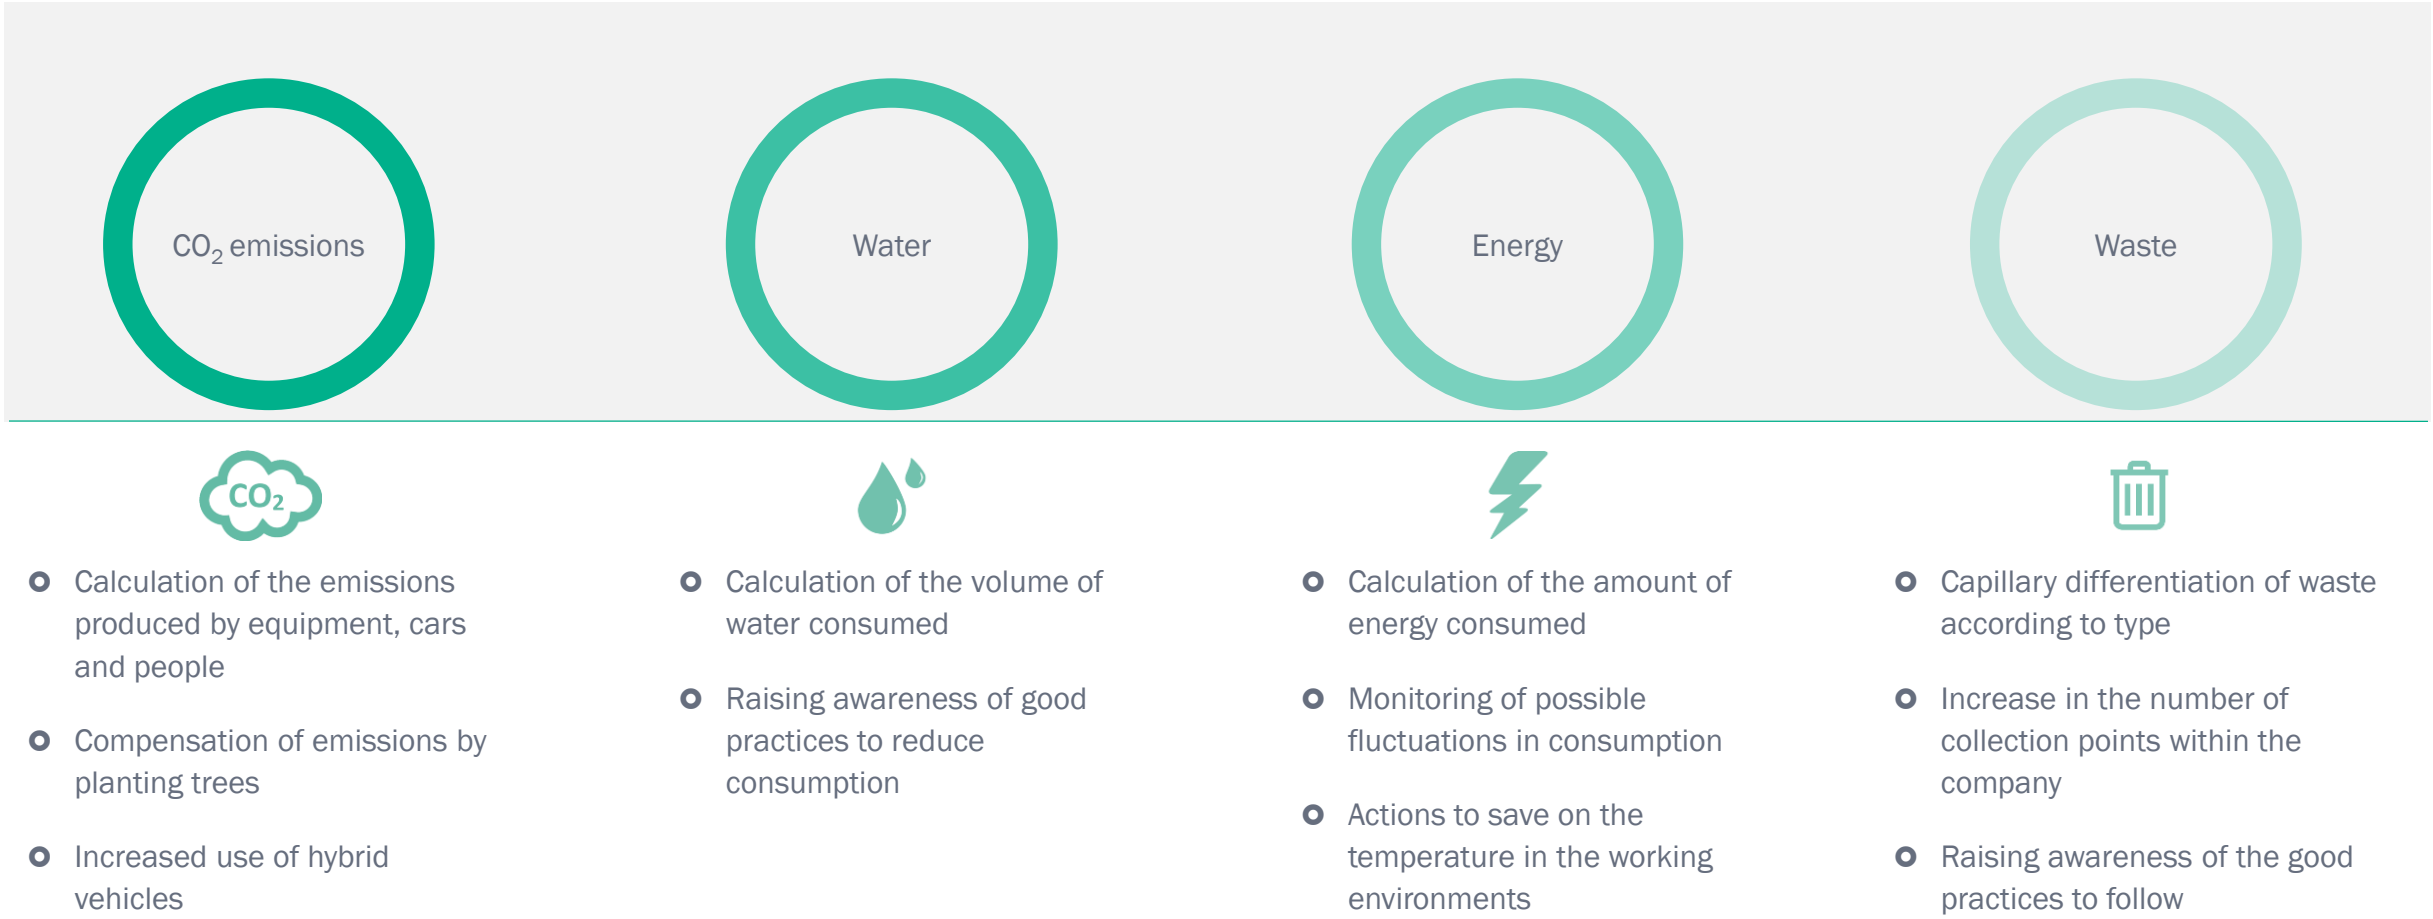 CO₂ emissions
Water
Energy
Waste
CO₂
Calculation of the emissions
produced by equipment, cars
and people
Compensation of emissions by
planting trees
Increased use of hybrid
vehicles
Calculation of the volume of
water consumed
Raising awareness of good
practices to reduce
consumption
Calculation of the amount of
energy consumed
Monitoring of possible
fluctuations in consumption
Actions to save on the
temperature in the working
environments
Capillary differentiation of waste
according to type
Increase in the number of
collection points within the
company
Raising awareness of the good
practices to follow